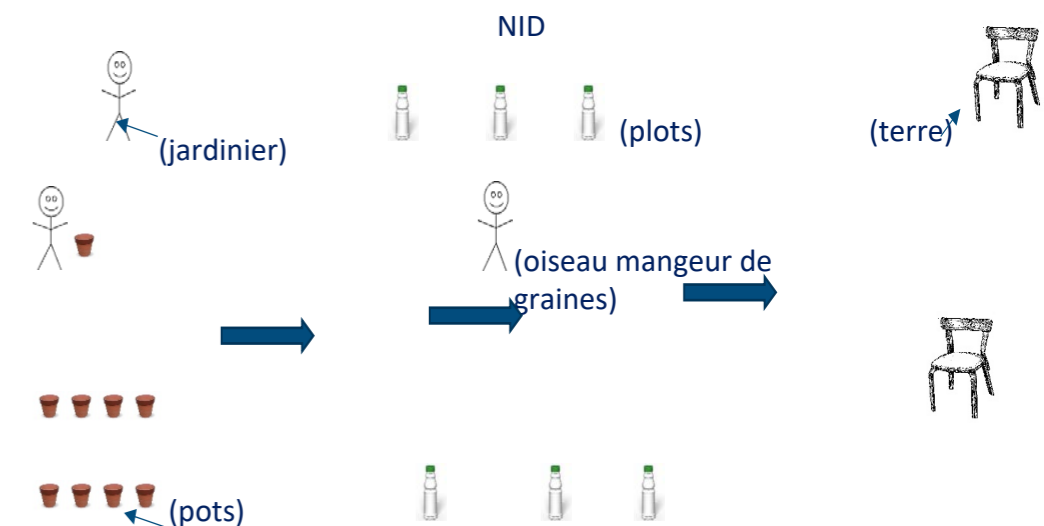 NID
(jardinier)
(plots)
(terre)
(oiseau mangeur de
graines)
(pots)